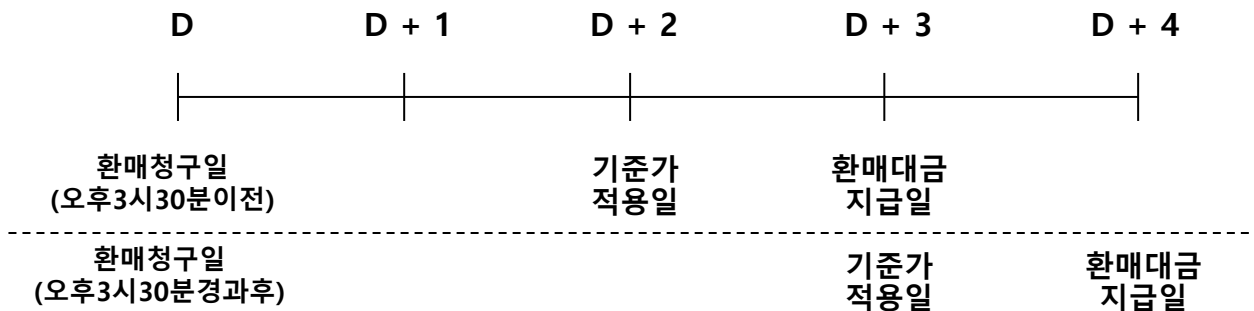 D D + 1 D + 2 D + 3 D + 4
환매청구일
(오후3시30분이전)
기준가
적용일
환매대금
지급일
환매청구일
(오후3시30분경과후)
기준가
적용일
환매대금
지급일